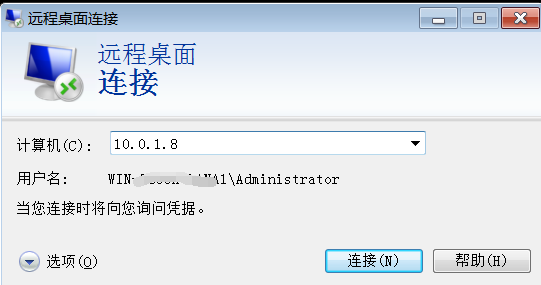 远程桌面连接
远程桌面
连接
计算机(C): 10.0.1.8
用户名: WIN- \Administrator
当您连接时将向您询问凭据。
选项(O) 连接(N) 帮助(H)